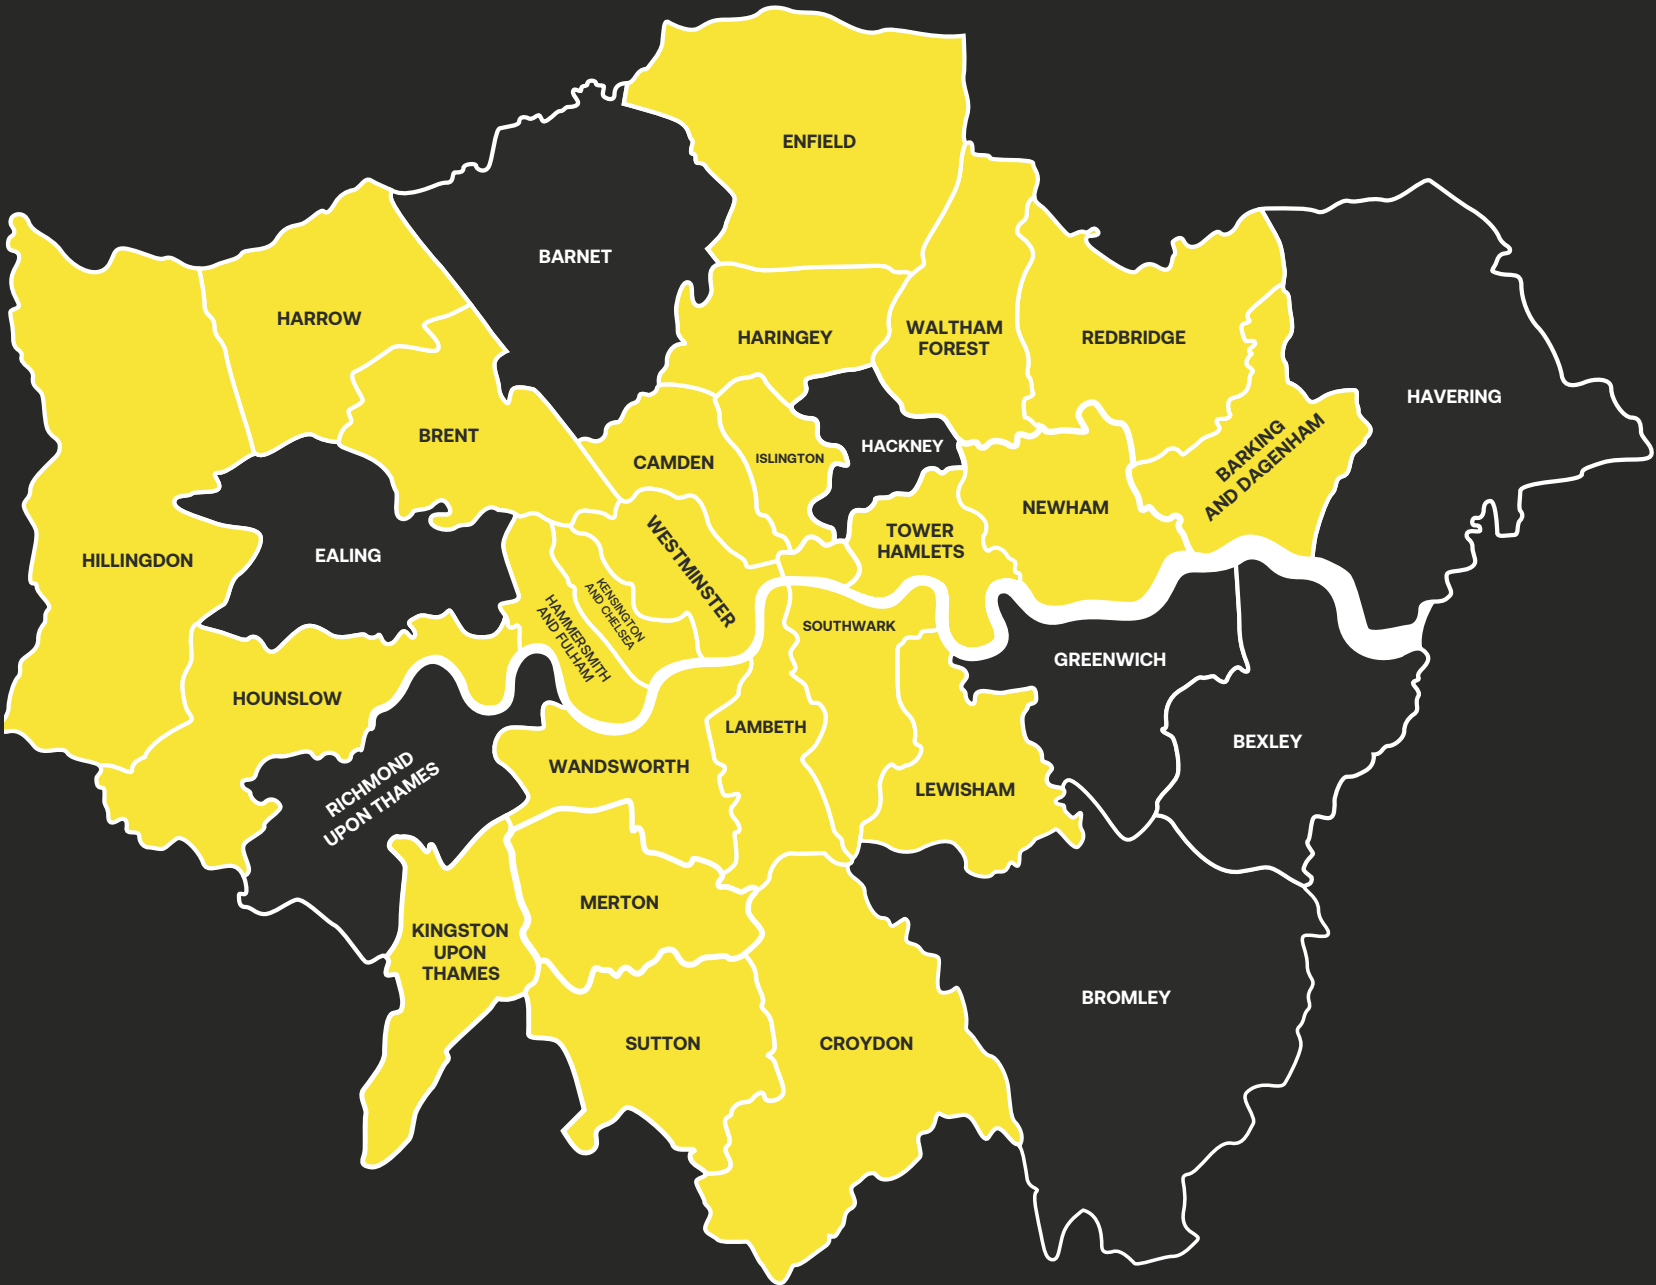 ENFIELD
BARNET
HARROW
HARINGEY
WALTHAM
FOREST
REDBRIDGE
HAVERING
BRENT
CAMDEN
ISLINGTON
HACKNEY
BARKING
AND DAGENHAM
NEWHAM
TOWER
HAMLETS
HILLINGDON
EALING
WESTMINSTER
KENSINGTON
AND CHELSEA
HAMMERSMITH
AND FULHAM
SOUTHWARK
GREENWICH
HOUNSLOW
LAMBETH
BEXLEY
RICHMOND
UPON THAMES
WANDSWORTH
LEWISHAM
MERTON
KINGSTON
UPON
THAMES
BROMLEY
SUTTON
CROYDON